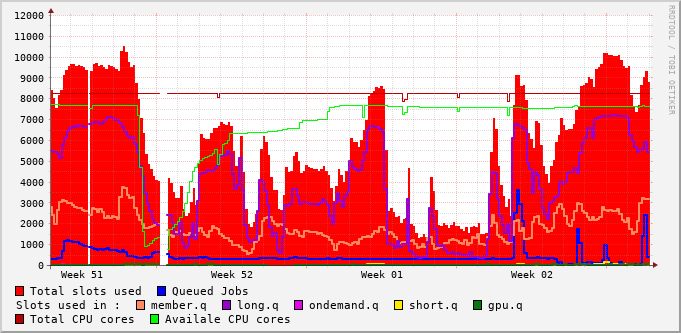 12000
11000
10000
9000
8000
7000
6000
5000
4000
3000
2000
1000
0
Week 51 Week 52 Week 01 Week 02
RRDTOOL / TOBI OETIKER
Total slots used Queued Jobs
Slots used in : member.q long.q ondemand.q short.q gpu.q
Total CPU cores Availale CPU cores